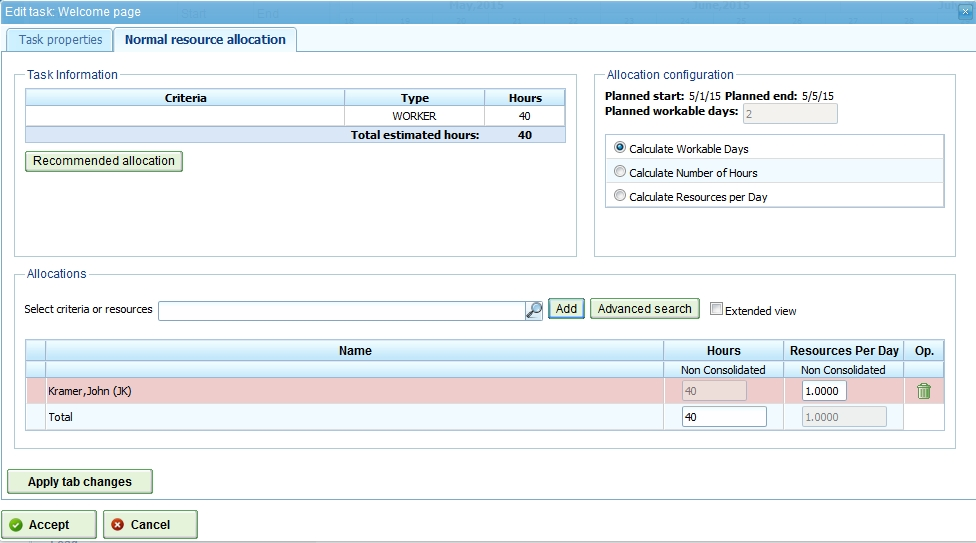 Edit task: Welcome page
Task properties
Normal resource allocation
Task Information
Criteria Type Hours
WORKER 40
Total estimated hours: 40
Recommended allocation
Allocation configuration
Planned start: 5/1/15 Planned end: 5/5/15
Planned workable days: 2
Calculate Workable Days
Calculate Number of Hours
Calculate Resources per Day
Allocations
Select criteria or resources Add Advanced search Extended view
Name Hours Resources Per Day Op.
Non Consolidated Non Consolidated
Kramer,John (JK) 40 1.0000
Total 40 1.0000
Apply tab changes
Accept Cancel